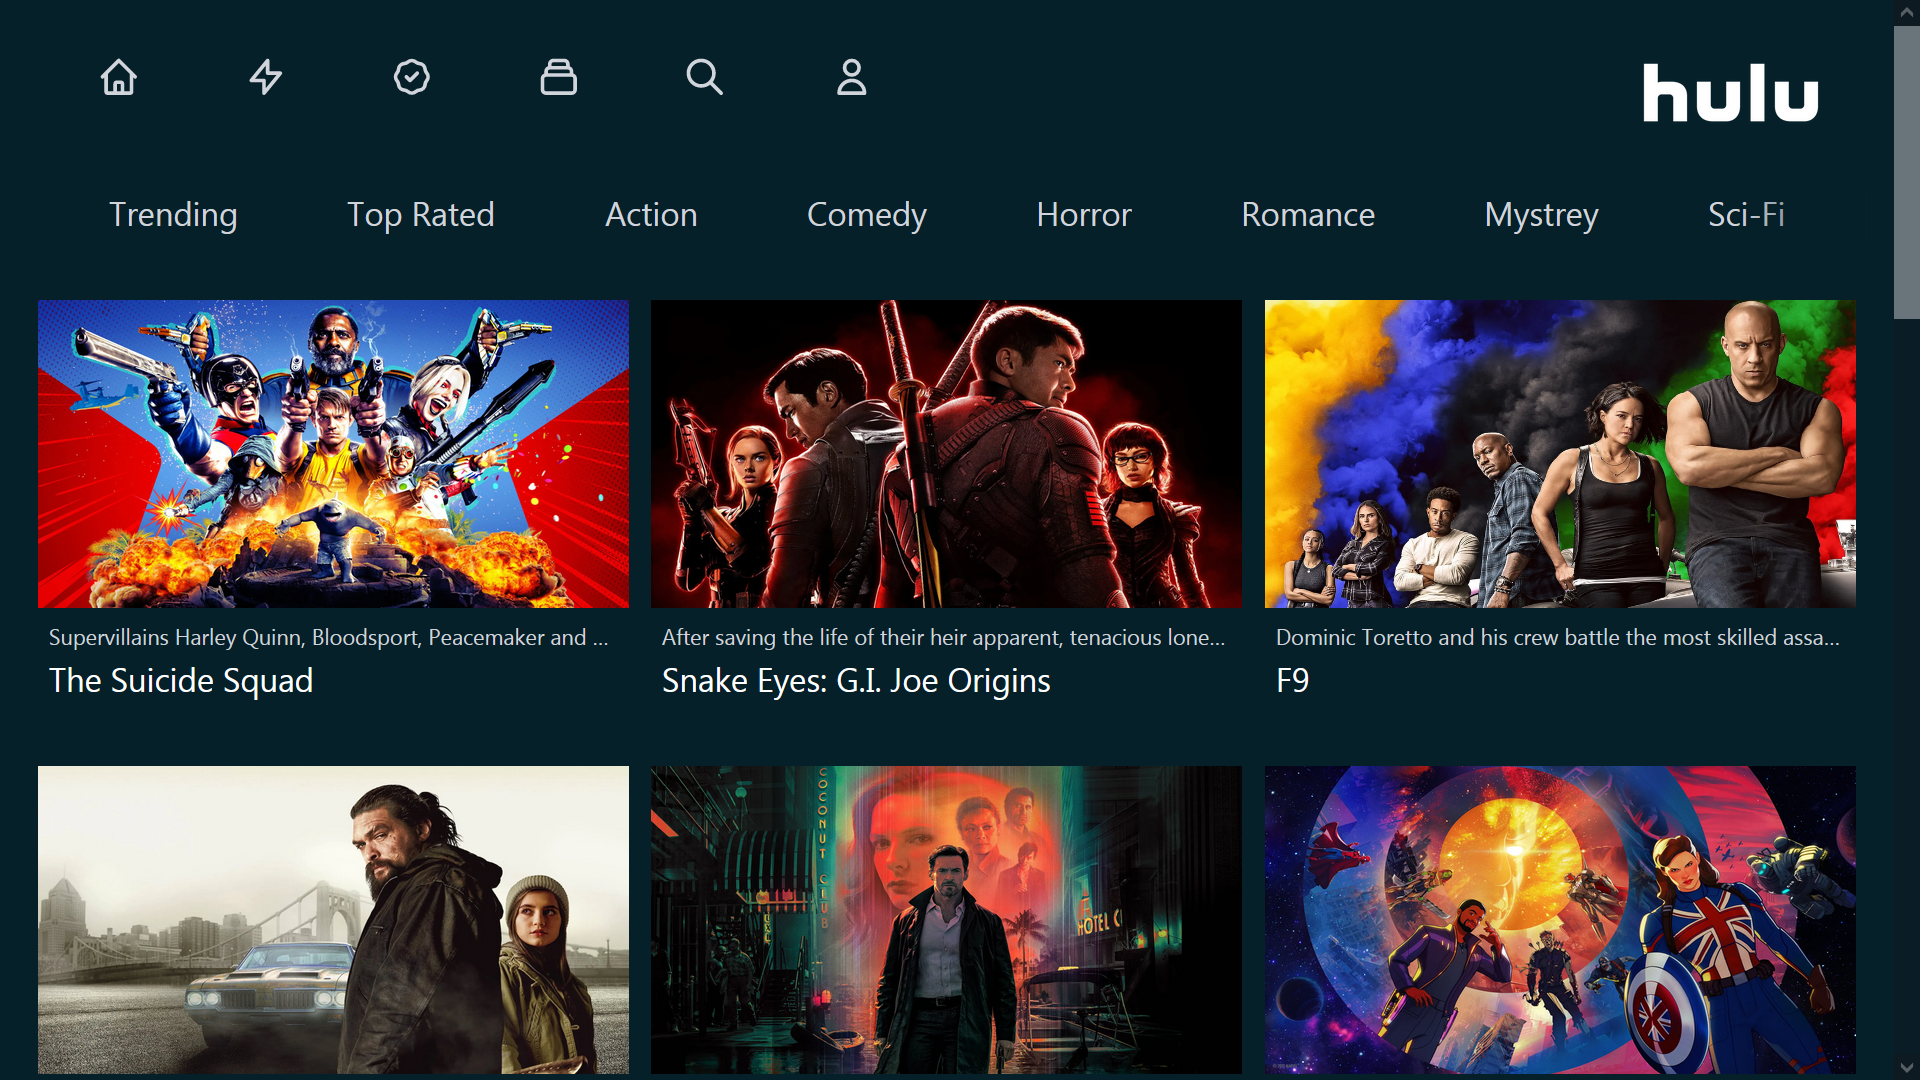 hulu
Trending Top Rated Action Comedy Horror Romance Mystrey Sci-Fi
Supervillains Harley Quinn, Bloodsport, Peacemaker and ...
The Suicide Squad
After saving the life of their heir apparent, tenacious lone...
Snake Eyes: G.I. Joe Origins
Dominic Toretto and his crew battle the most skilled assa...
F9
COCONUT CLUB
HOTEL